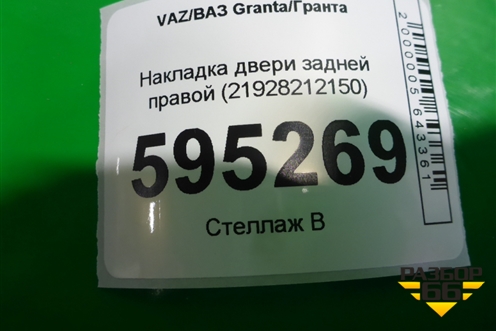 VAZ/ВАЗ Granta/Гранта
Накладка двери задней
правой (21928212150)
595269
Стеллаж В
2000005643361
РАЗБОР
66